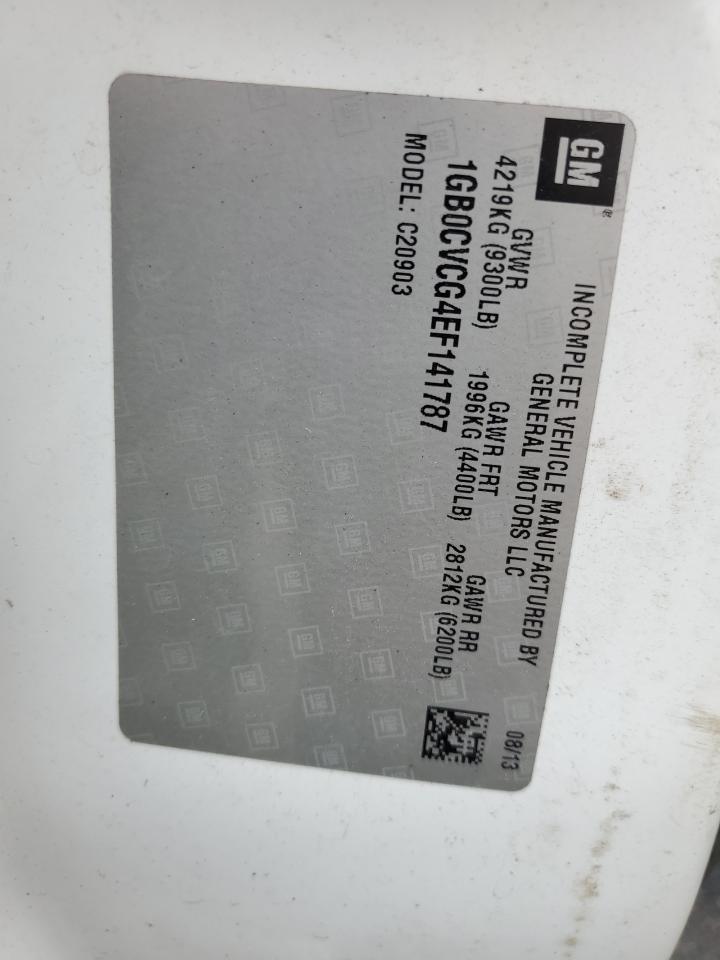 GM®
INCOMPLETE VEHICLE MANUFACTURED BY
GENERAL MOTORS LLC
08/13
GVWR GAWR FRT GAWR RR
4219KG (9300LB) 1996KG (4400LB) 2812KG (6200LB)
1GB0CVCG4EF141787
MODEL: C20903